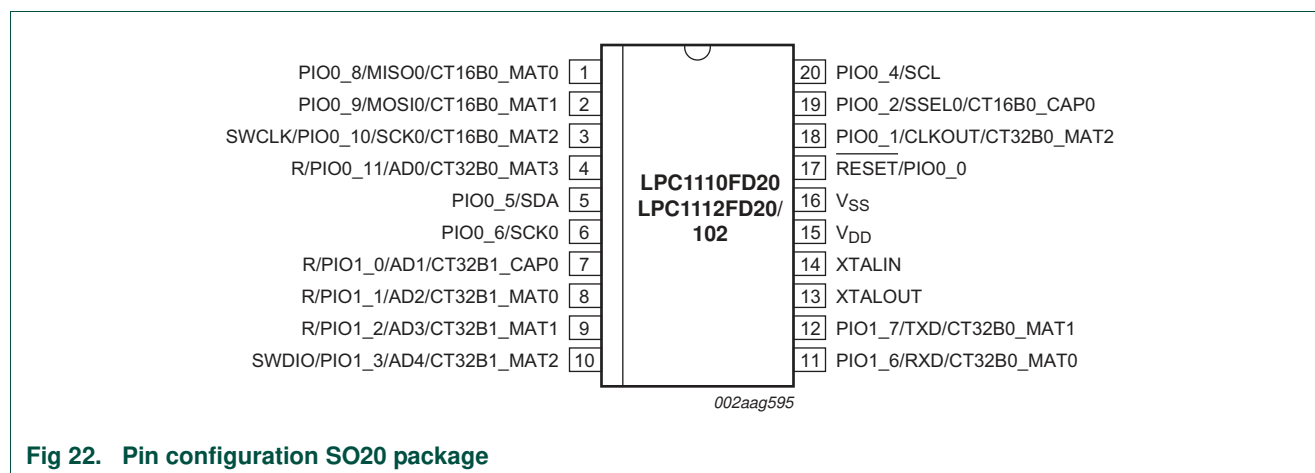 PIO0_8/MISO0/CT16B0_MAT0 1
PIO0_9/MOSI0/CT16B0_MAT1 2
SWCLK/PIO0_10/SCK0/CT16B0_MAT2 3
R/PIO0_11/AD0/CT32B0_MAT3 4
PIO0_5/SDA 5
PIO0_6/SCK0 6
R/PIO1_0/AD1/CT32B1_CAP0 7
R/PIO1_1/AD2/CT32B1_MAT0 8
R/PIO1_2/AD3/CT32B1_MAT1 9
SWDIO/PIO1_3/AD4/CT32B1_MAT2 10
LPC1110FD20
LPC1112FD20/
102
20 PIO0_4/SCL
19 PIO0_2/SSEL0/CT16B0_CAP0
18 PIO0_1/CLKOUT/CT32B0_MAT2
17 RESET/PIO0_0
16 VSS
15 VDD
14 XTALIN
13 XTALOUT
12 PIO1_7/TXD/CT32B0_MAT1
11 PIO1_6/RXD/CT32B0_MAT0
002aag595
Fig 22. Pin configuration SO20 package